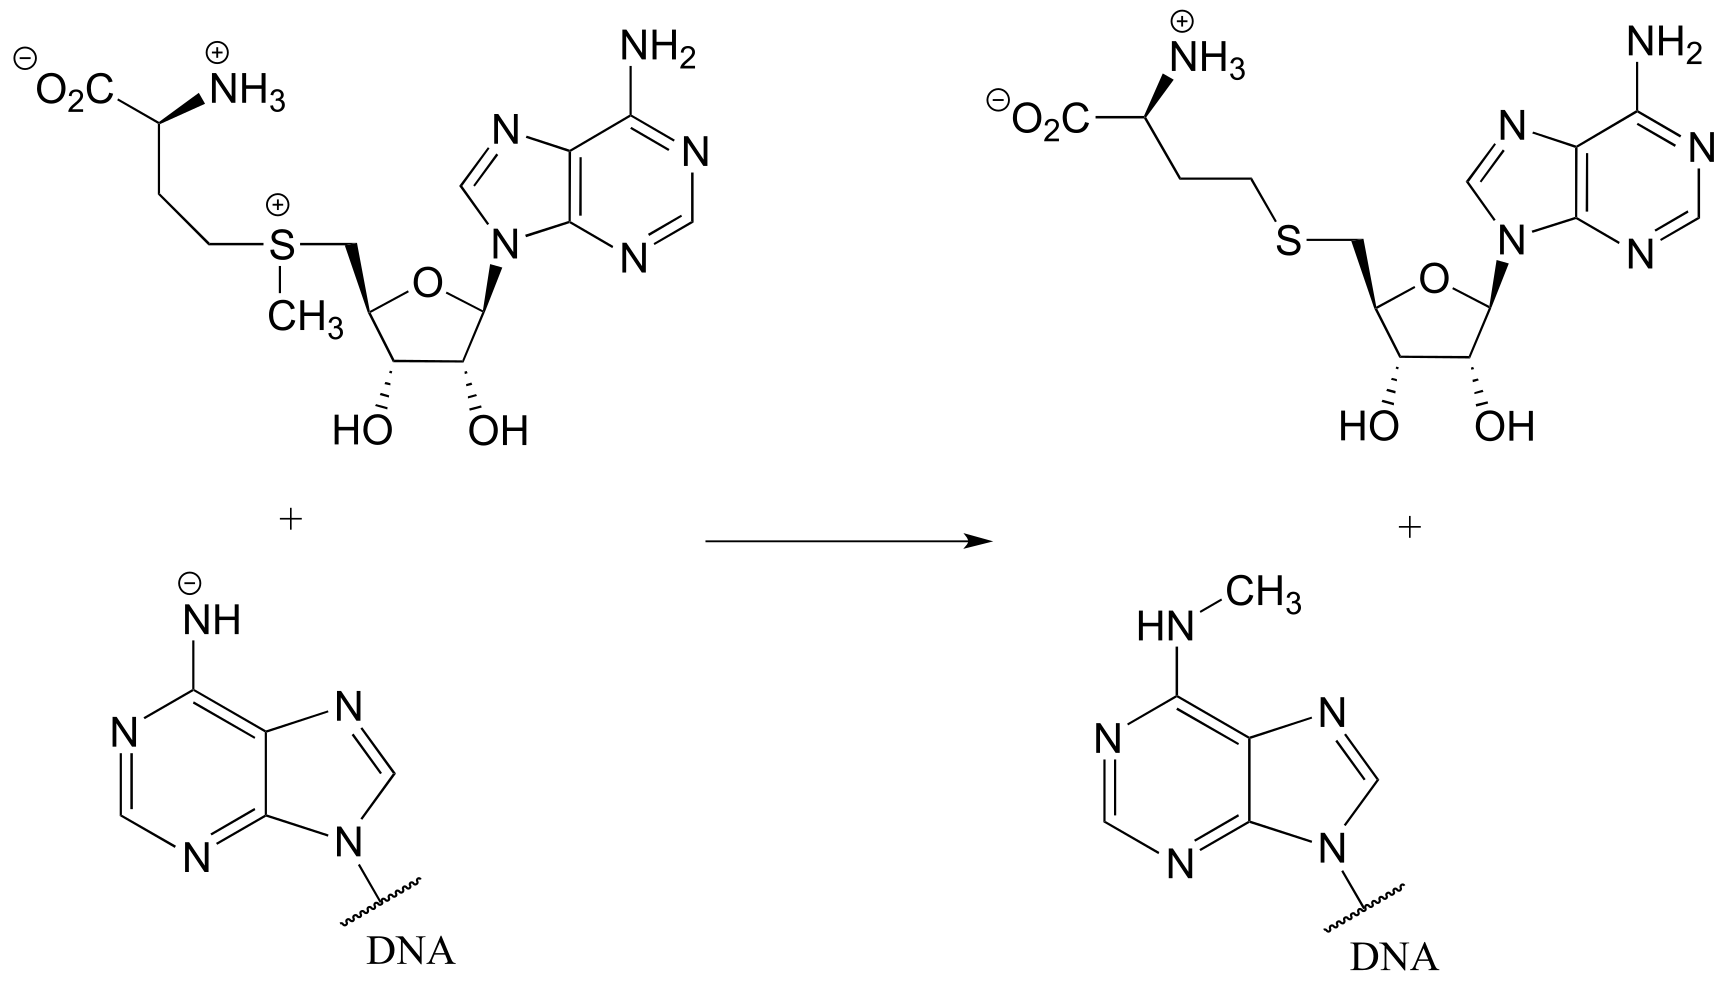 ⊖O₂C ⊕NH₃ NH₂
N N
⊕S N N
O
CH₃
HO OH
+
⊖NH
N N
N N
DNA
⊕NH₃ NH₂
⊖O₂C N N
S N N
O
HO OH
+
HN CH₃
N N
N N
DNA